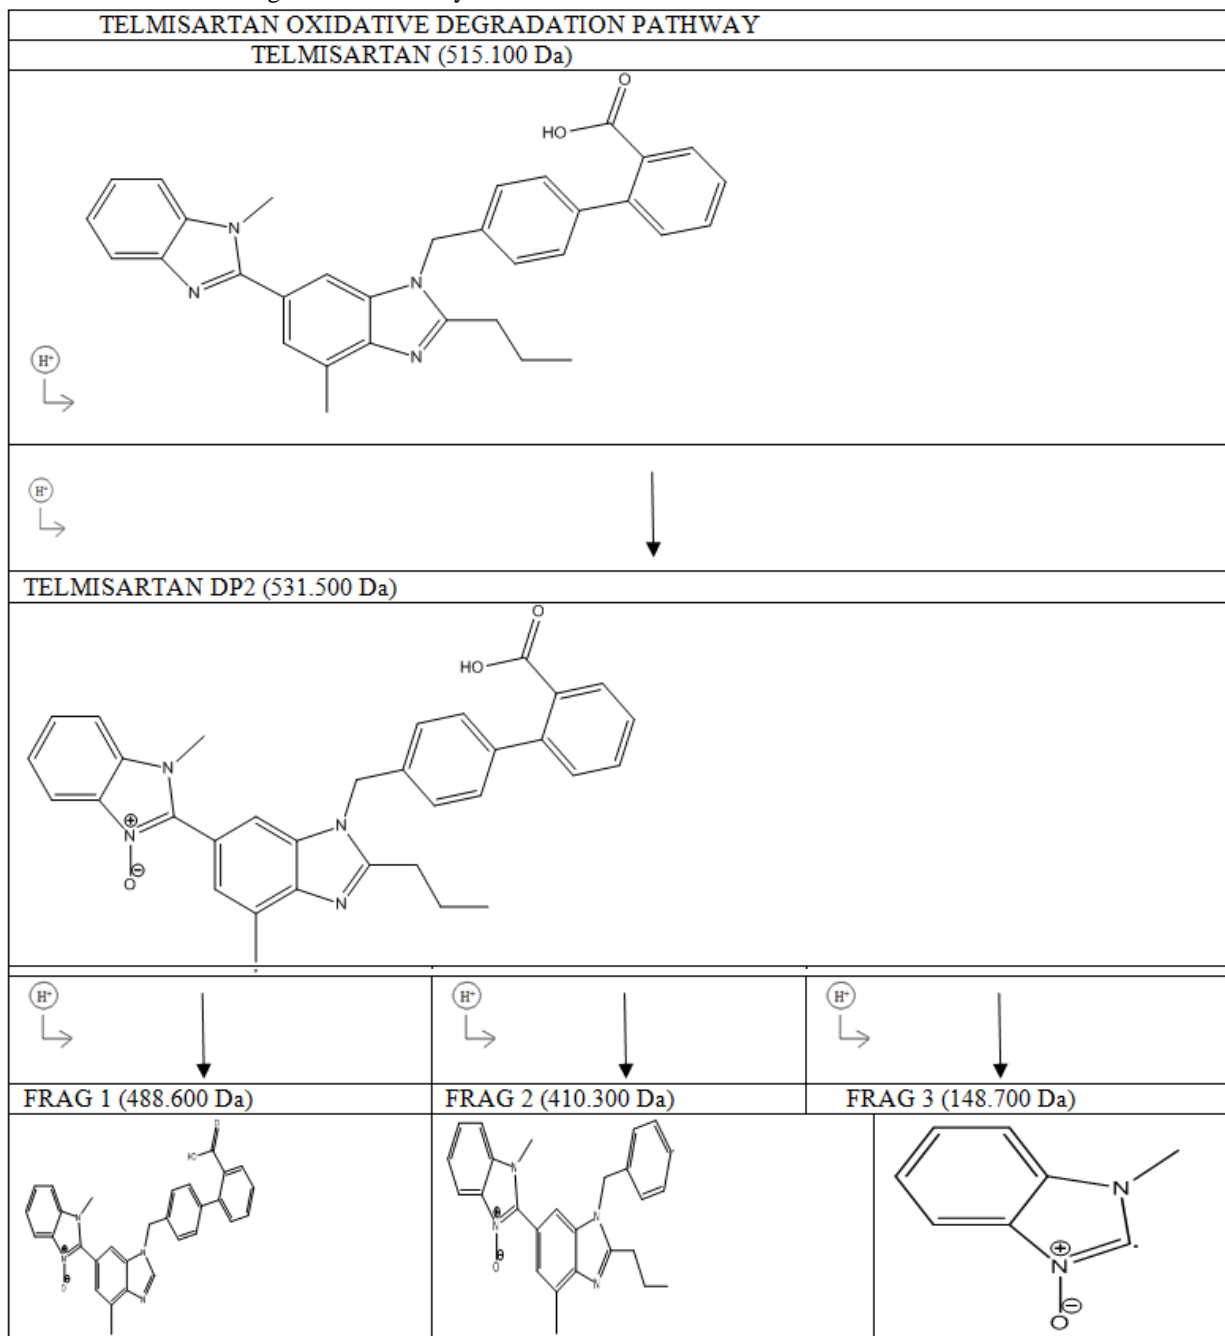 TELMISARTAN OXIDATIVE DEGRADATION PATHWAY
TELMISARTAN (515.100 Da)
O
HO
N
N
N
N
H⁺
H⁺
TELMISARTAN DP2 (531.500 Da)
O
HO
N
N
N
N
⊕
O
⊖
H⁺ H⁺ H⁺
FRAG 1 (488.600 Da) FRAG 2 (410.300 Da) FRAG 3 (148.700 Da)
N
N
N
N
O
N
N
N
⊕
O
⊖